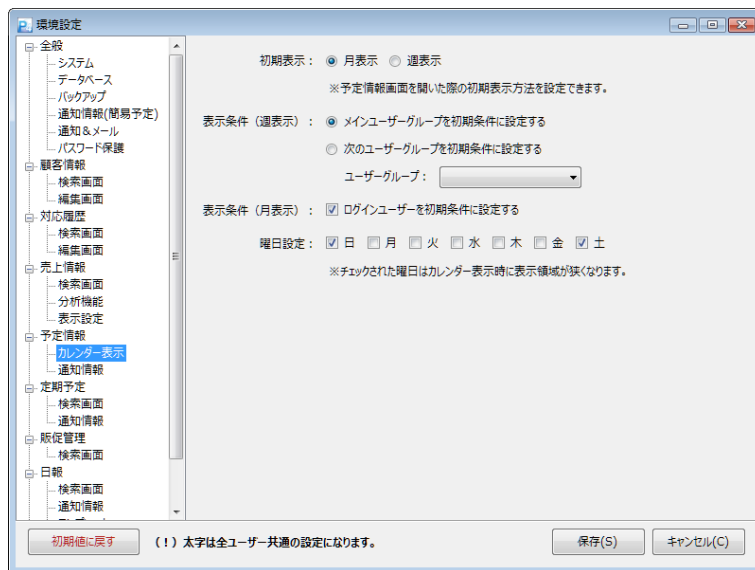 環境設定
全般
システム
データベース
バックアップ
通知情報(簡易予定)
通知&メール
パスワード保護
顧客情報
検索画面
編集画面
対応履歴
検索画面
編集画面
売上情報
検索画面
分析機能
表示設定
予定情報
カレンダー表示
通知情報
定期予定
検索画面
通知情報
販促管理
検索画面
日報
検索画面
通知情報
初期表示: 月表示 週表示
※予定情報画面を開いた際の初期表示方法を設定できます。
表示条件(週表示): メインユーザーグループを初期条件に設定する
次のユーザーグループを初期条件に設定する
ユーザーグループ:
表示条件(月表示): ログインユーザーを初期条件に設定する
曜日設定: 日 月 火 水 木 金 土
※チェックされた曜日はカレンダー表示時に表示領域が狭くなります。
初期値に戻す (!)太字は全ユーザー共通の設定になります。 保存(S) キャンセル(C)